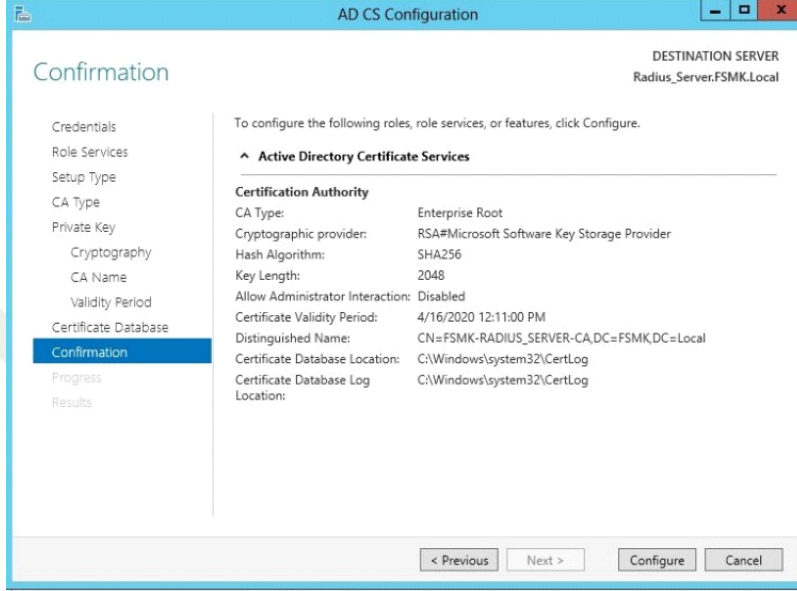 AD CS Configuration
Confirmation
DESTINATION SERVER
Radius_Server.FSMK.Local
Credentials
Role Services
Setup Type
CA Type
Private Key
Cryptography
CA Name
Validity Period
Certificate Database
Confirmation
Progress
Results
To configure the following roles, role services, or features, click Configure.
Active Directory Certificate Services
Certification Authority
CA Type: Enterprise Root
Cryptographic provider: RSA#Microsoft Software Key Storage Provider
Hash Algorithm: SHA256
Key Length: 2048
Allow Administrator Interaction: Disabled
Certificate Validity Period: 4/16/2020 12:11:00 PM
Distinguished Name: CN=FSMK-RADIUS_SERVER-CA,DC=FSMK,DC=Local
Certificate Database Location: C:\Windows\system32\CertLog
Certificate Database Log Location: C:\Windows\system32\CertLog
< Previous Next > Configure Cancel